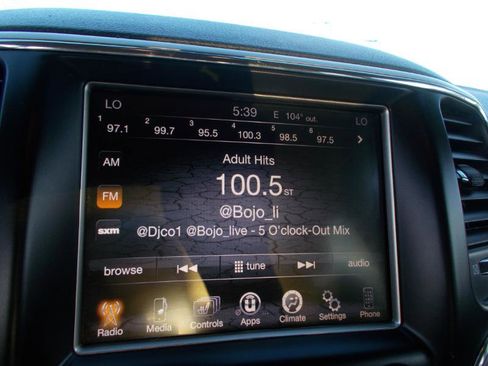 LO 5:39 E 104° out. LO
1 97.1 2 99.7 3 95.5 4 100.3 5 98.5 6 97.5
AM
Adult Hits
FM
100.5 ST
@Bojo_li
sxm
@Djco1 @Bojo_live - 5 O'clock-Out Mix
browse tune audio
Radio Media Controls Apps Climate Settings Phone